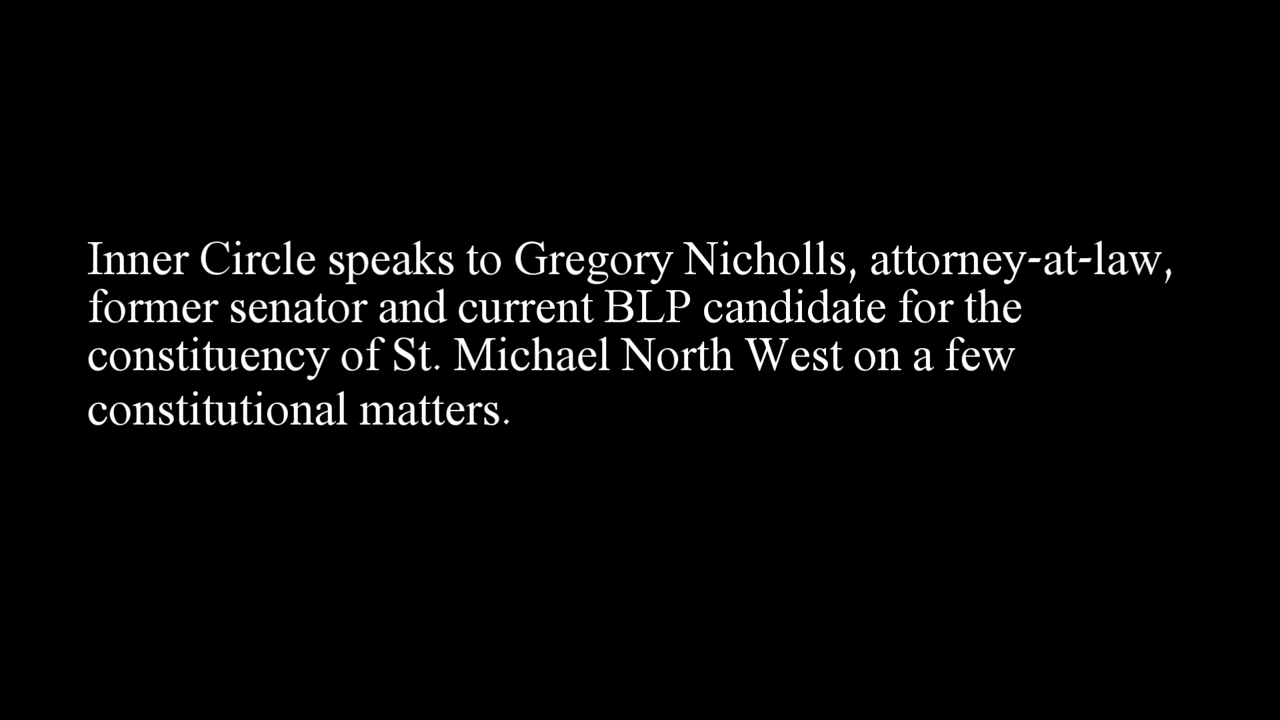 Inner Circle speaks to Gregory Nicholls, attorney-at-law,
former senator and current BLP candidate for the
constituency of St. Michael North West on a few
constitutional matters.